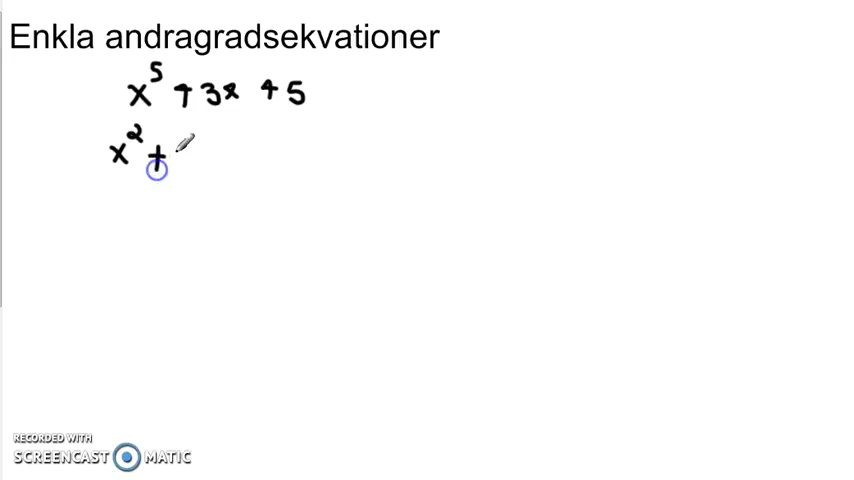 Enkla andragradsekvationer
x⁵ + 3x + 5
x² +
RECORDED WITH
SCREENCAST MATIC